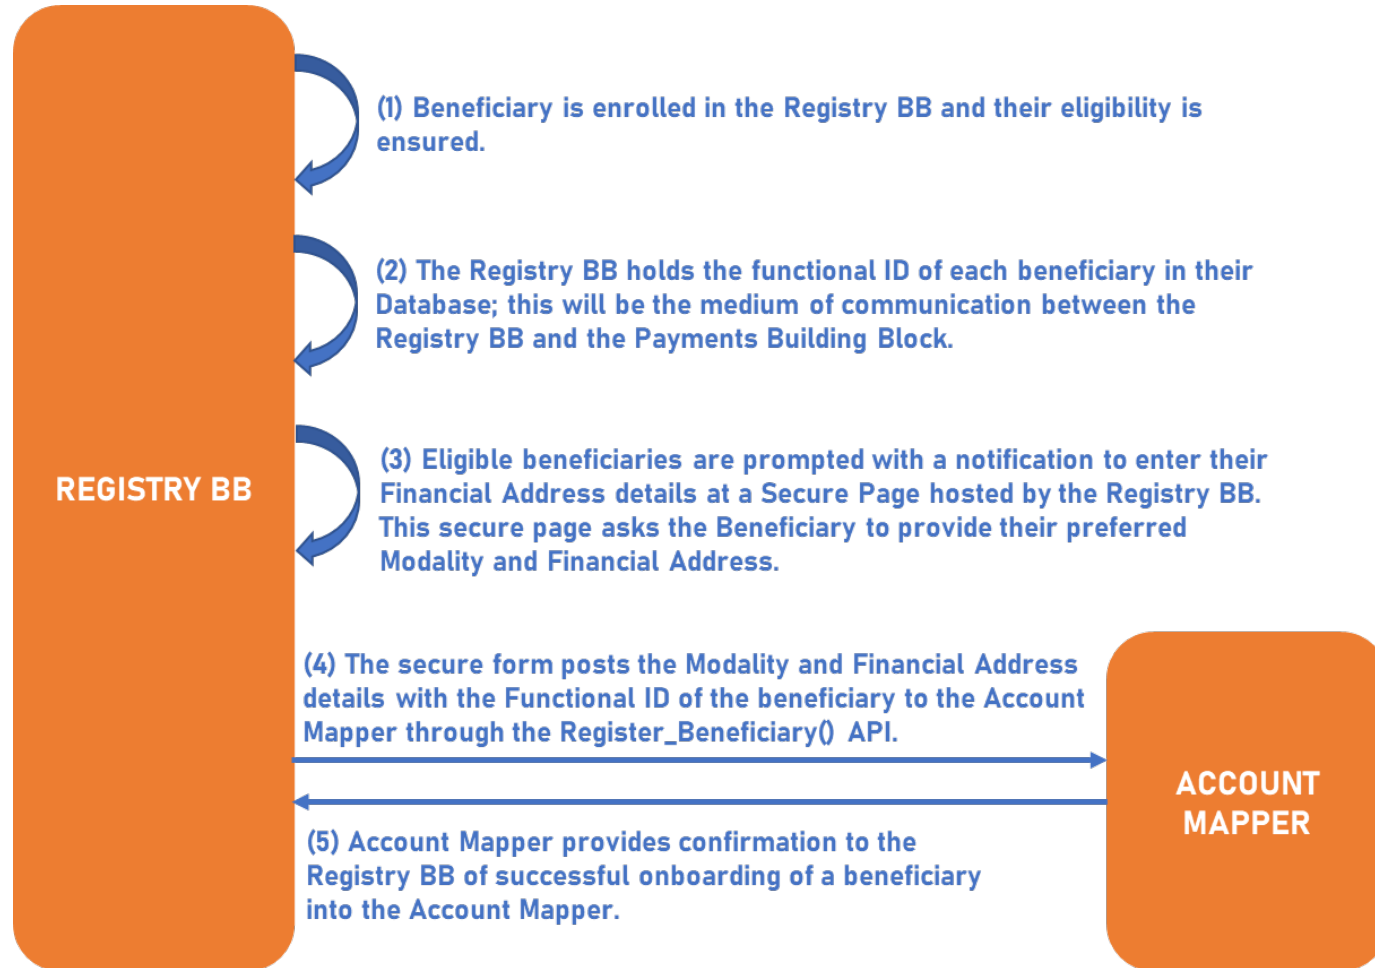 (1) Beneficiary is enrolled in the Registry BB and their eligibility is
ensured.
(2) The Registry BB holds the functional ID of each beneficiary in their
Database; this will be the medium of communication between the
Registry BB and the Payments Building Block.
REGISTRY BB
(3) Eligible beneficiaries are prompted with a notification to enter their
Financial Address details at a Secure Page hosted by the Registry BB.
This secure page asks the Beneficiary to provide their preferred
Modality and Financial Address.
(4) The secure form posts the Modality and Financial Address
details with the Functional ID of the beneficiary to the Account
Mapper through the Register_Beneficiary() API.
ACCOUNT
MAPPER
(5) Account Mapper provides confirmation to the
Registry BB of successful onboarding of a beneficiary
into the Account Mapper.